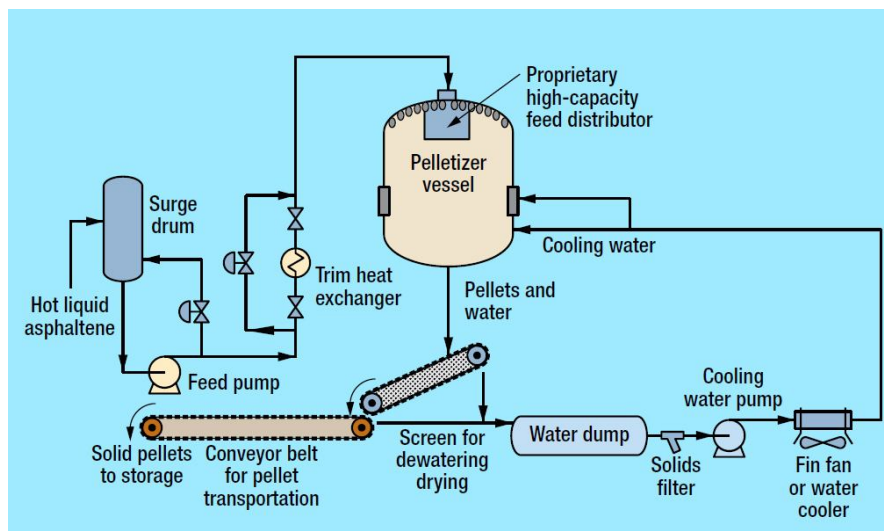 Proprietary
high-capacity
feed distributor
Pelletizer
vessel
Surge
drum
Cooling water
Trim heat
exchanger
Hot liquid
asphaltene
Pellets and
water
Feed pump
Cooling
water pump
Water dump
Solid pellets
to storage
Conveyor belt
for pellet
transportation
Screen for
dewatering
drying
Solids
filter
Fin fan
or water
cooler